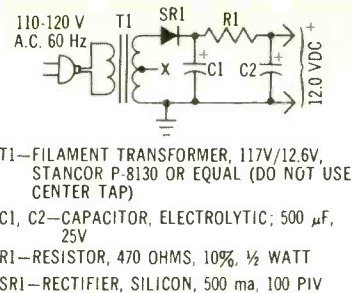 110-120 V
A.C. 60 Hz
T1
SR1
R1
X
C1
C2
+
+
+
12.0 VDC
T1—FILAMENT TRANSFORMER, 117V/12.6V,
STANCOR P-8130 OR EQUAL (DO NOT USE
CENTER TAP)
C1, C2—CAPACITOR, ELECTROLYTIC; 500 µF,
25V
R1—RESISTOR, 470 OHMS, 10%, ½ WATT
SR1—RECTIFIER, SILICON, 500 ma, 100 PIV